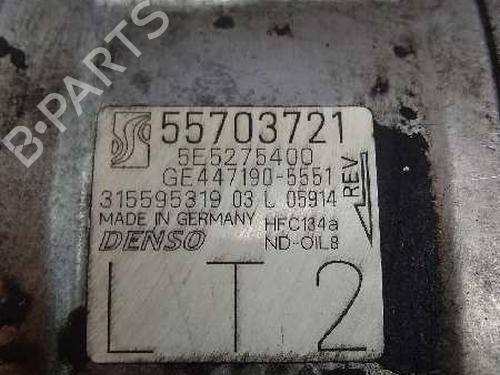 B-PARTS
55703721
5E5275400
GE447190-5551
315595319 03 L 05914
REV
MADE IN GERMANY
HFC134a
DENSO
ND-OIL8
LT2